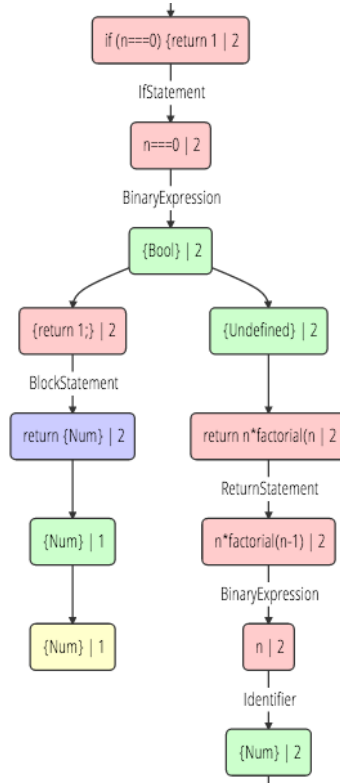 if (n===0) {return 1 | 2
IfStatement
n===0 | 2
BinaryExpression
{Bool} | 2
{return 1;} | 2
{Undefined} | 2
BlockStatement
return {Num} | 2
return n*factorial(n | 2
ReturnStatement
{Num} | 1
n*factorial(n-1) | 2
BinaryExpression
{Num} | 1
n | 2
Identifier
{Num} | 2